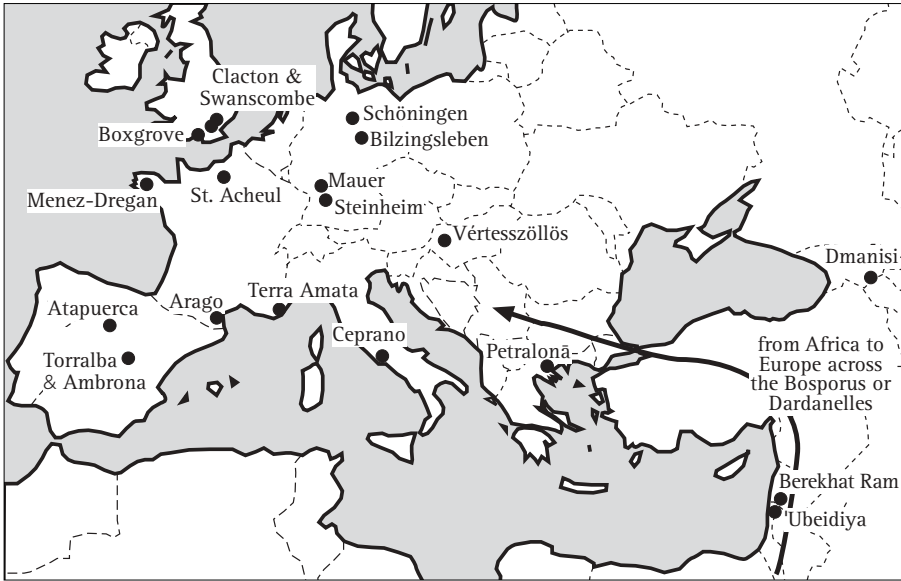 Clacton &
Swanscombe
Boxgrove
Schöningen
Bilzingsleben
Menez-Dregan
St. Acheul
Mauer
Steinheim
Vértesszöllös
Dmanisi
Atapuerca
Arago
Terra Amata
Torralba
& Ambrona
Ceprano
Petralonā
from Africa to
Europe across
the Bosporus or
Dardanelles
Berekhat Ram
'Ubeidiya